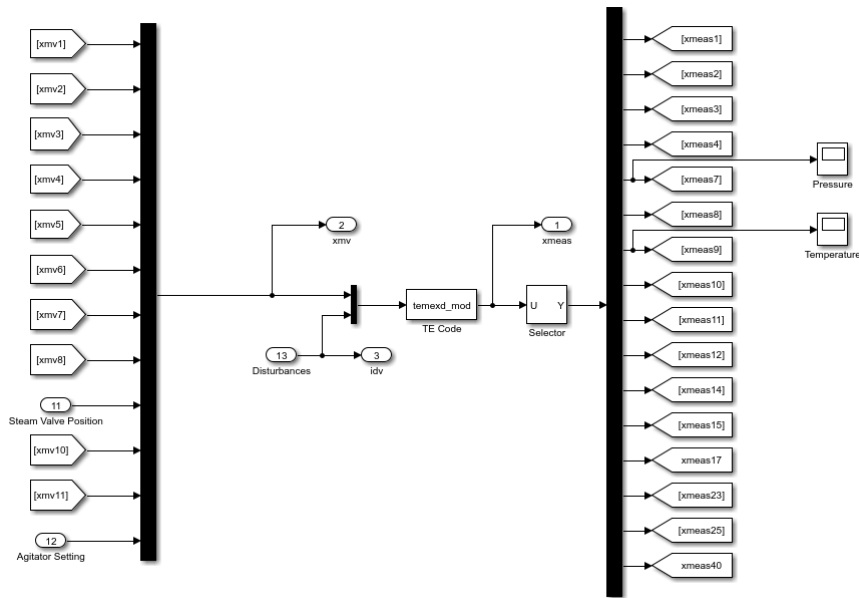 [xmv1]
[xmv2]
[xmv3]
[xmv4]
[xmv5]
[xmv6]
[xmv7]
[xmv8]
11
Steam Valve Position
[xmv10]
[xmv11]
12
Agitator Setting
2
xmv
13
Disturbances
3
idv
temexd_mod
TE Code
1
xmeas
U Y
Selector
[xmeas1]
[xmeas2]
[xmeas3]
[xmeas4]
[xmeas7]
[xmeas8]
[xmeas9]
[xmeas10]
[xmeas11]
[xmeas12]
[xmeas14]
[xmeas15]
xmeas17
[xmeas23]
[xmeas25]
xmeas40
Pressure
Temperature